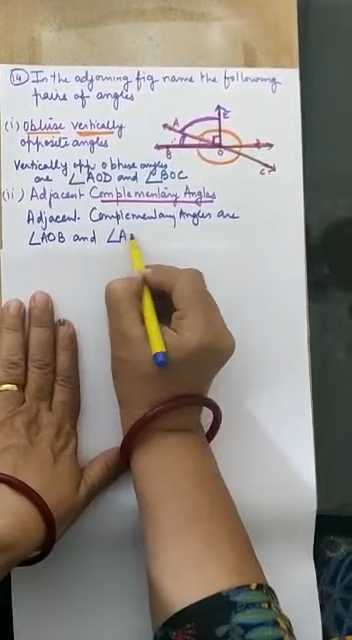 (14) In the adjoining fig name the following
pairs of angles
(i) Obtuse vertically
opposite angles
Vertically opp. obtuse angles
are ∠AOD and ∠BOC
(ii) Adjacent Complementary Angles
Adjacent Complementary Angles are
∠AOB and ∠A
E
A
B
O
C